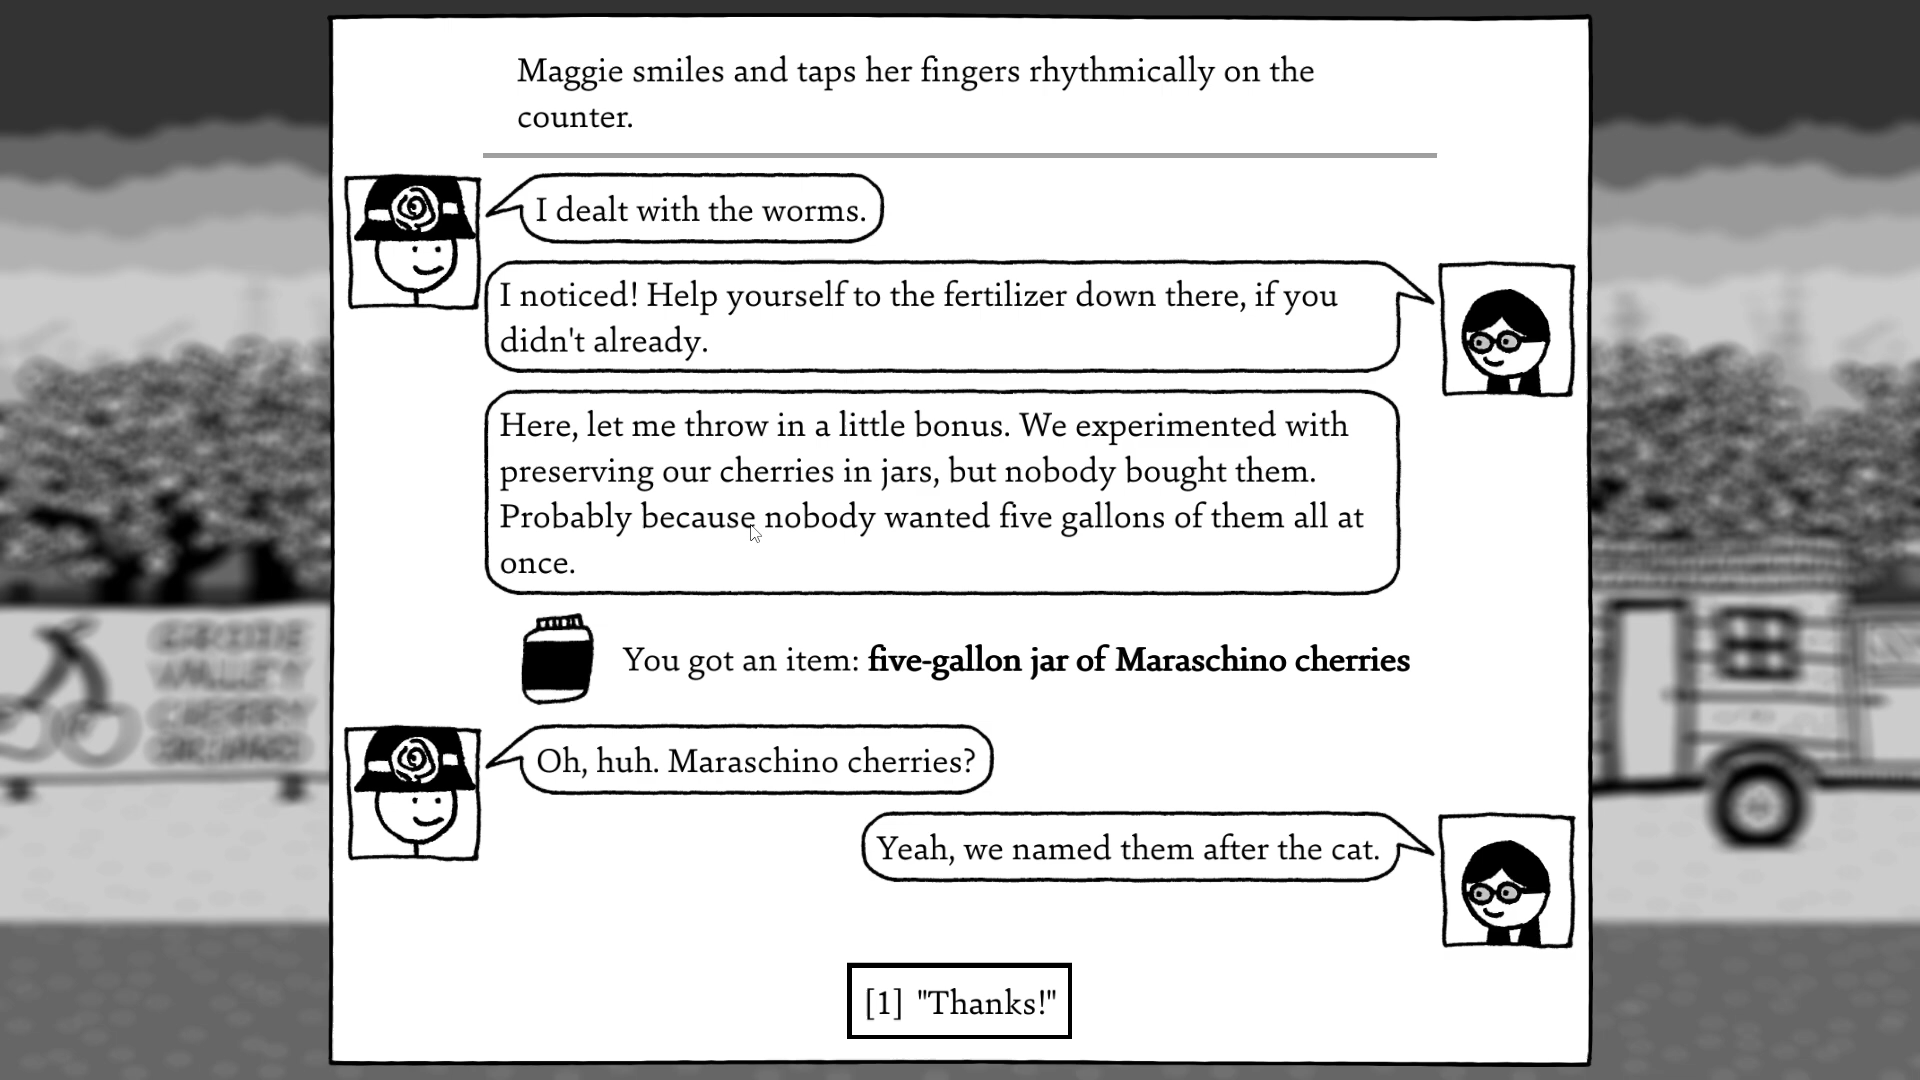 Maggie smiles and taps her fingers rhythmically on the
counter.
I dealt with the worms.
I noticed! Help yourself to the fertilizer down there, if you
didn't already.
Here, let me throw in a little bonus. We experimented with
preserving our cherries in jars, but nobody bought them.
Probably because nobody wanted five gallons of them all at
once.
You got an item: five-gallon jar of Maraschino cherries
Oh, huh. Maraschino cherries?
Yeah, we named them after the cat.
[1] "Thanks!"